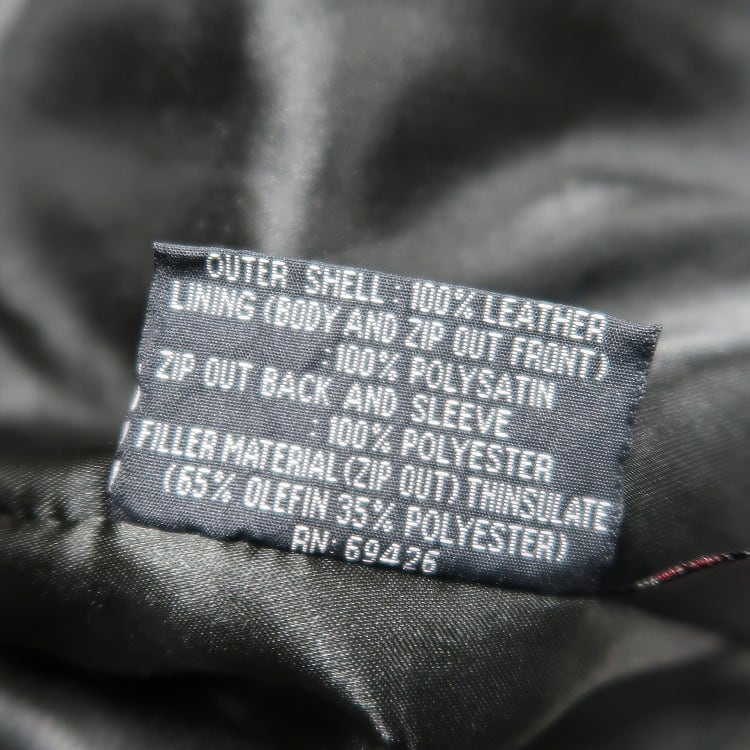 OUTER SHELL : 100% LEATHER
LINING (BODY AND ZIP OUT FRONT)
: 100% POLYSATIN
ZIP OUT BACK AND SLEEVE
: 100% POLYESTER
FILLER MATERIAL (ZIP OUT) THINSULATE
(65% OLEFIN 35% POLYESTER)
RN: 69426